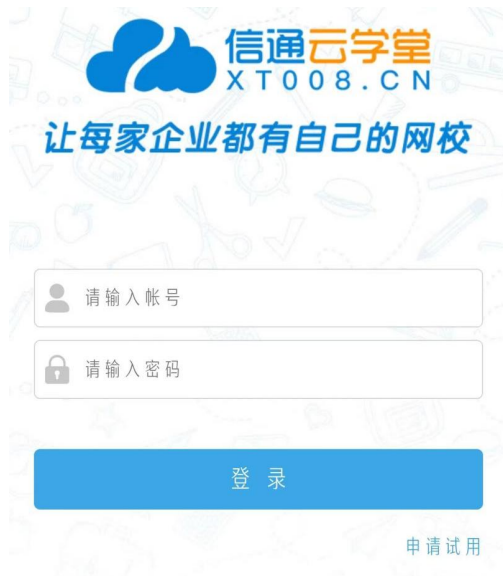 信通云学堂
XT008.CN
让每家企业都有自己的网校
请输入帐号
请输入密码
登录
申请试用